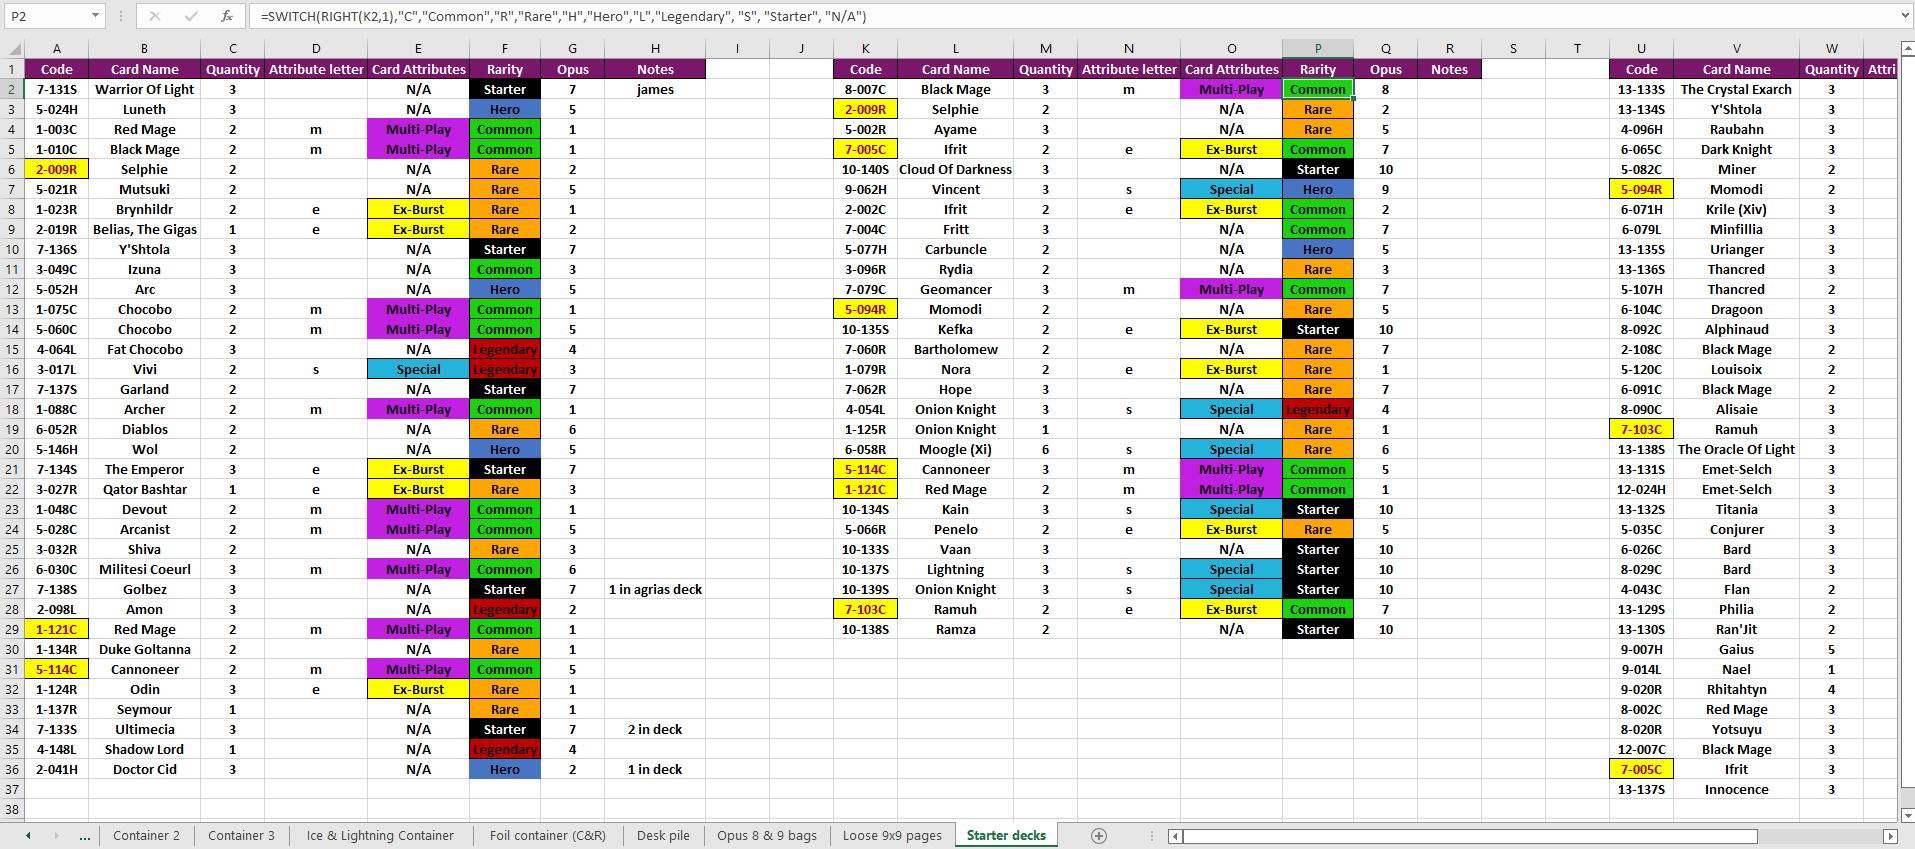 P2 fx =SWITCH(RIGHT(K2,1),"C","Common","R","Rare","H","Hero","L","Legendary", "S", "Starter", "N/A")
A B C D E F G H I J K L M N O P Q R S T U V W
1 Code Card Name Quantity Attribute letter Card Attributes Rarity Opus Notes Code Card Name Quantity Attribute letter Card Attributes Rarity Opus Notes Code Card Name Quantity Attri
2 7-131S Warrior Of Light 3 N/A Starter 7 james 8-007C Black Mage 3 m Multi-Play Common 8 13-133S The Crystal Exarch 3
3 5-024H Luneth 3 N/A Hero 5 2-009R Selphie 2 N/A Rare 2 13-134S Y'Shtola 3
4 1-003C Red Mage 2 m Multi-Play Common 1 5-002R Ayame 3 N/A Rare 5 4-096H Raubahn 3
5 1-010C Black Mage 2 m Multi-Play Common 1 7-005C Ifrit 2 e Ex-Burst Common 7 6-065C Dark Knight 3
6 2-009R Selphie 2 N/A Rare 2 10-140S Cloud Of Darkness 3 N/A Starter 10 5-082C Miner 2
7 5-021R Mutsuki 2 N/A Rare 5 9-062H Vincent 3 s Special Hero 9 5-094R Momodi 2
8 1-023R Brynhildr 2 e Ex-Burst Rare 1 2-002C Ifrit 2 e Ex-Burst Common 2 6-071H Krile (Xiv) 3
9 2-019R Belias, The Gigas 1 e Ex-Burst Rare 2 7-004C Fritt 3 N/A Common 7 6-079L Minfillia 3
10 7-136S Y'Shtola 3 N/A Starter 7 5-077H Carbuncle 2 N/A Hero 5 13-135S Urianger 3
11 3-049C Izuna 3 N/A Common 3 3-096R Rydia 2 N/A Rare 3 13-136S Thancred 3
12 5-052H Arc 3 N/A Hero 5 7-079C Geomancer 3 m Multi-Play Common 7 5-107H Thancred 2
13 1-075C Chocobo 2 m Multi-Play Common 1 5-094R Momodi 2 N/A Rare 5 6-104C Dragoon 3
14 5-060C Chocobo 2 m Multi-Play Common 5 10-135S Kefka 2 e Ex-Burst Starter 10 8-092C Alphinaud 3
15 4-064L Fat Chocobo 3 N/A Legendary 4 7-060R Bartholomew 2 N/A Rare 7 2-108C Black Mage 2
16 3-017L Vivi 2 s Special Legendary 3 1-079R Nora 2 e Ex-Burst Rare 1 5-120C Louisoix 2
17 7-137S Garland 2 N/A Starter 7 7-062R Hope 3 N/A Rare 7 6-091C Black Mage 2
18 1-088C Archer 2 m Multi-Play Common 1 4-054L Onion Knight 3 s Special Legendary 4 8-090C Alisaie 3
19 6-052R Diablos 2 N/A Rare 6 1-125R Onion Knight 1 N/A Rare 1 7-103C Ramuh 3
20 5-146H Wol 2 N/A Hero 5 6-058R Moogle (Xi) 6 s Special Rare 6 13-138S The Oracle Of Light 3
21 7-134S The Emperor 3 e Ex-Burst Starter 7 5-114C Cannoneer 3 m Multi-Play Common 5 13-131S Emet-Selch 3
22 3-027R Qator Bashtar 1 e Ex-Burst Rare 3 1-121C Red Mage 2 m Multi-Play Common 1 12-024H Emet-Selch 3
23 1-048C Devout 2 m Multi-Play Common 1 10-134S Kain 3 s Special Starter 10 13-132S Titania 3
24 5-028C Arcanist 2 m Multi-Play Common 5 5-066R Penelo 2 e Ex-Burst Rare 5 5-035C Conjurer 3
25 3-032R Shiva 2 N/A Rare 3 10-133S Vaan 3 N/A Starter 10 6-026C Bard 3
26 6-030C Militesi Coeurl 3 m Multi-Play Common 6 10-137S Lightning 3 s Special Starter 10 8-029C Bard 3
27 7-138S Golbez 3 N/A Starter 7 1 in agrias deck 10-139S Onion Knight 3 s Special Starter 10 4-043C Flan 2
28 2-098L Amon 3 N/A Legendary 2 7-103C Ramuh 2 e Ex-Burst Common 7 13-129S Philia 2
29 1-121C Red Mage 2 m Multi-Play Common 1 10-138S Ramza 2 N/A Starter 10 13-130S Ran'Jit 2
30 1-134R Duke Goltanna 2 N/A Rare 1 9-007H Gaius 5
31 5-114C Cannoneer 2 m Multi-Play Common 5 9-014L Nael 1
32 1-124R Odin 3 e Ex-Burst Rare 1 9-020R Rhitahtyn 4
33 1-137R Seymour 1 N/A Rare 1 8-002C Red Mage 3
34 7-133S Ultimecia 3 N/A Starter 7 2 in deck 8-020R Yotsuyu 3
35 4-148L Shadow Lord 1 N/A Legendary 4 12-007C Black Mage 3
36 2-041H Doctor Cid 3 N/A Hero 2 1 in deck 7-005C Ifrit 3
37 13-137S Innocence 3
38
... Container 2 Container 3 Ice & Lightning Container Foil container (C&R) Desk pile Opus 8 & 9 bags Loose 9x9 pages Starter decks